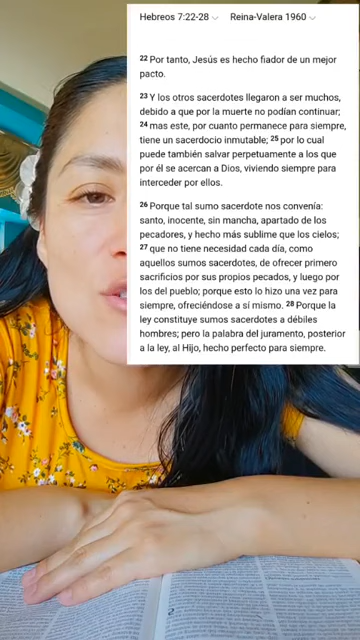 Hebreos 7:22-28 Reina-Valera 1960
22 Por tanto, Jesús es hecho fiador de un mejor
pacto.
23 Y los otros sacerdotes llegaron a ser muchos,
debido a que por la muerte no podían continuar;
24 mas este, por cuanto permanece para siempre,
tiene un sacerdocio inmutable; 25 por lo cual
puede también salvar perpetuamente a los que
por él se acercan a Dios, viviendo siempre para
interceder por ellos.
26 Porque tal sumo sacerdote nos convenía:
santo, inocente, sin mancha, apartado de los
pecadores, y hecho más sublime que los cielos;
27 que no tiene necesidad cada día, como
aquellos sumos sacerdotes, de ofrecer primero
sacrificios por sus propios pecados, y luego por
los del pueblo; porque esto lo hizo una vez para
siempre, ofreciéndose a sí mismo. 28 Porque la
ley constituye sumos sacerdotes a débiles
hombres; pero la palabra del juramento, posterior
a la ley, al Hijo, hecho perfecto para siempre.